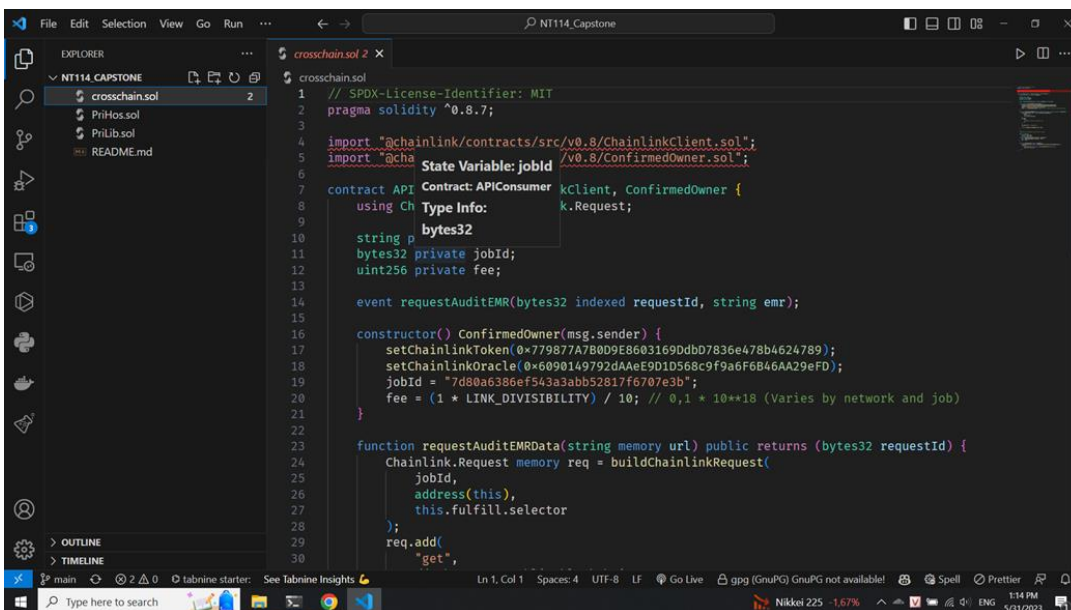 File Edit Selection View Go Run ··· NT114_Capstone
EXPLORER ···
NT114_CAPSTONE
crosschain.sol 2
PriHos.sol
PriLib.sol
README.md
OUTLINE
TIMELINE
crosschain.sol 2
crosschain.sol
1 // SPDX-License-Identifier: MIT
2 pragma solidity ^0.8.7;
3
4 import "@chainlink/contracts/src/v0.8/ChainlinkClient.sol";
5 import "@cha /v0.8/ConfirmedOwner.sol";
6
7 contract API kClient, ConfirmedOwner {
8 using Ch k.Request;
9
10 string p
11 bytes32 private jobId;
12 uint256 private fee;
13
14 event requestAuditEMR(bytes32 indexed requestId, string emr);
15
16 constructor() ConfirmedOwner(msg.sender) {
17 setChainlinkToken(0×779877A7B0D9E8603169DdbD7836e478b4624789);
18 setChainlinkOracle(0×6090149792dAAeE9D1D568c9f9a6F6B46AA29eFD);
19 jobId = "7d80a6386ef543a3abb52817f6707e3b";
20 fee = (1 * LINK_DIVISIBILITY) / 10; // 0,1 * 10**18 (Varies by network and job)
21 }
22
23 function requestAuditEMRData(string memory url) public returns (bytes32 requestId) {
24 Chainlink.Request memory req = buildChainlinkRequest(
25 jobId,
26 address(this),
27 this.fulfill.selector
28 );
29 req.add(
30 "get",
State Variable: jobId
Contract: APIConsumer
Type Info:
bytes32
3
main 2 0 tabnine starter: See Tabnine Insights Ln 1, Col 1 Spaces: 4 UTF-8 LF Go Live gpg (GnuPG) GnuPG not available! Spell Prettier
Type here to search Nikkei 225 -1,67% ENG 1:14 PM
5/31/2023